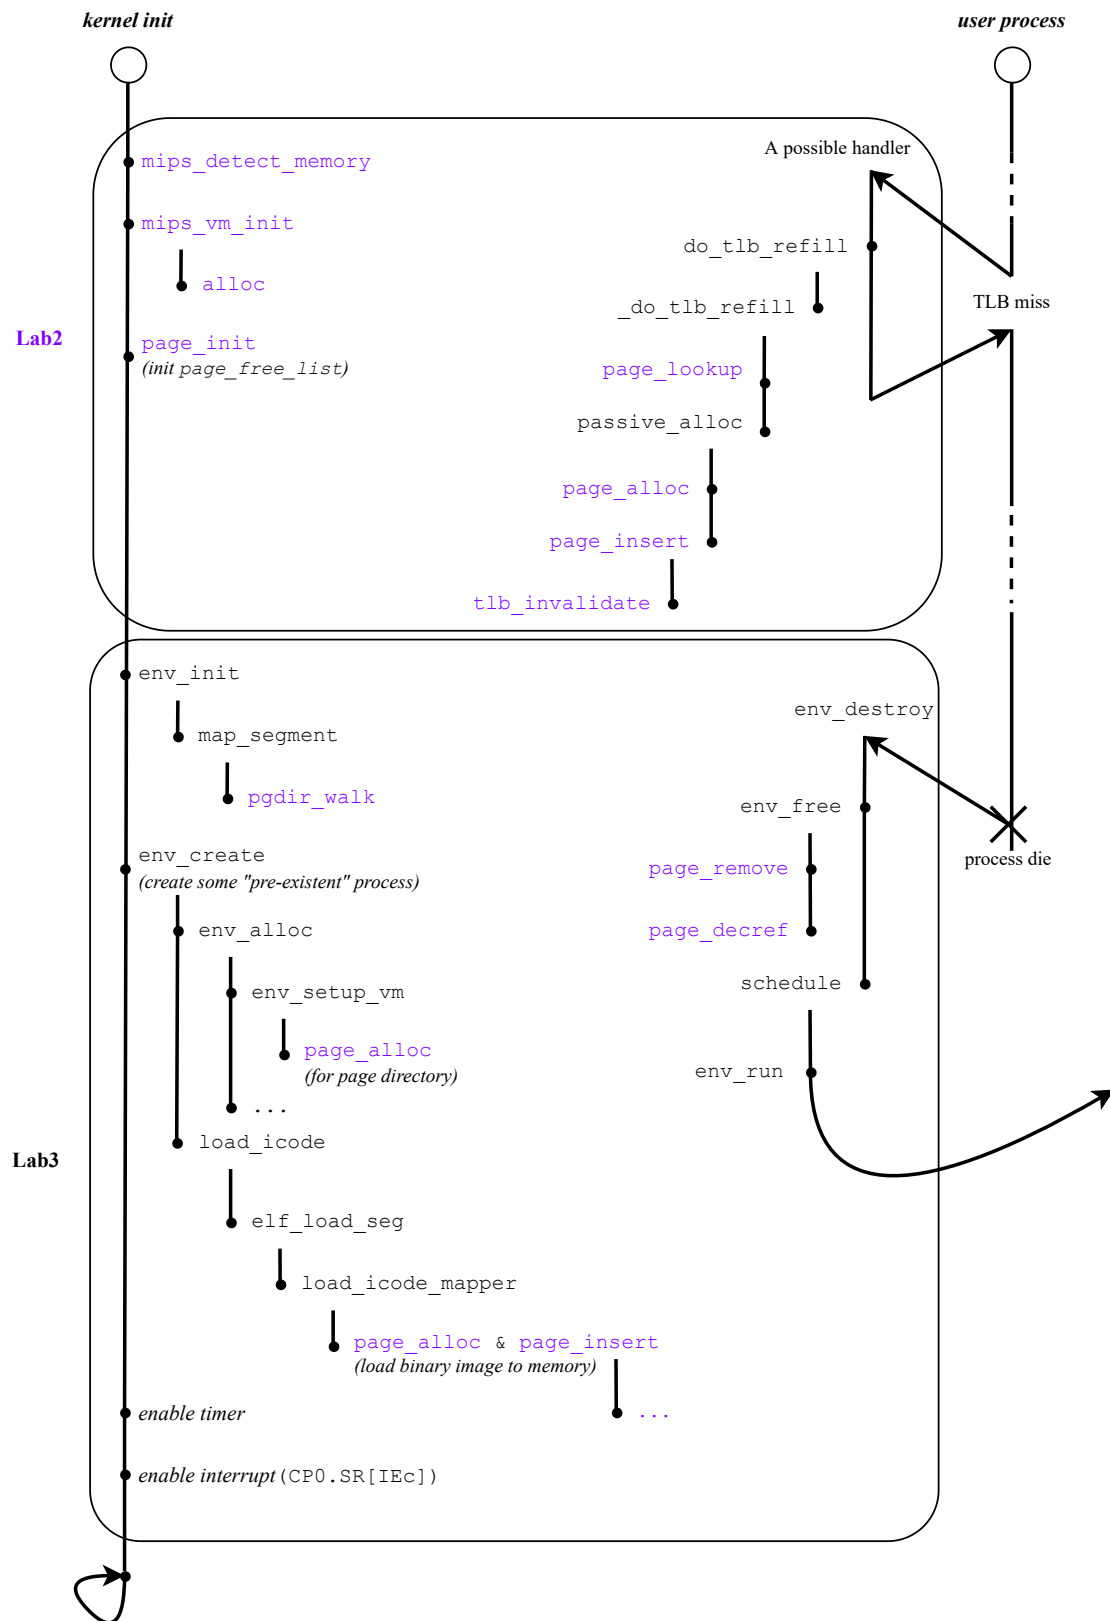 kernel init
user process
Lab2
mips_detect_memory
mips_vm_init
alloc
page_init
(init page_free_list)
A possible handler
do_tlb_refill
_do_tlb_refill
page_lookup
passive_alloc
page_alloc
page_insert
tlb_invalidate
TLB miss
Lab3
env_init
map_segment
pgdir_walk
env_create
(create some "pre-existent" process)
env_alloc
env_setup_vm
page_alloc
(for page directory)
...
load_icode
elf_load_seg
load_icode_mapper
page_alloc & page_insert
(load binary image to memory)
...
enable timer
enable interrupt(CP0.SR[IEc])
env_destroy
env_free
page_remove
page_decref
schedule
env_run
process die